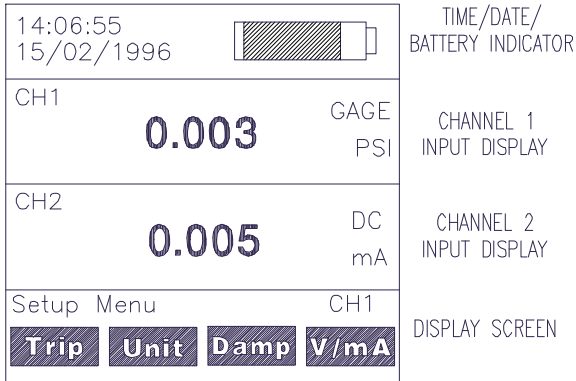 14:06:55
15/02/1996
TIME/DATE/
BATTERY INDICATOR
CH1
0.003
GAGE
PSI
CHANNEL 1
INPUT DISPLAY
CH2
0.005
DC
mA
CHANNEL 2
INPUT DISPLAY
Setup Menu
CH1
Trip
Unit
Damp
V/mA
DISPLAY SCREEN